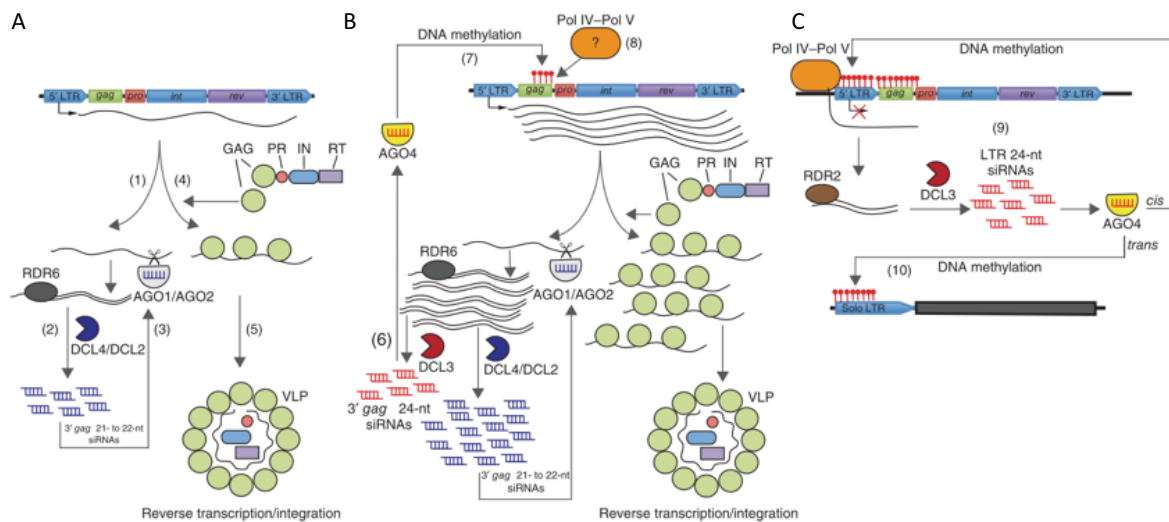 A
5′ LTR gag pro int rev 3′ LTR
GAG PR IN RT
(1) (4)
RDR6
AGO1/AGO2
(2) (3) (5)
DCL4/DCL2
VLP
3′ gag 21- to 22-nt
siRNAs
Reverse transcription/integration
B
Pol IV–Pol V
DNA methylation
? (8)
(7)
5′ LTR gag pro int rev 3′ LTR
AGO4
GAG PR IN RT
RDR6
AGO1/AGO2
(6)
DCL3
DCL4/DCL2
3′ gag 24-nt
siRNAs
VLP
3′ gag 21- to 22-nt
siRNAs
Reverse transcription/integration
C
Pol IV–Pol V
DNA methylation
5′ LTR gag pro int rev 3′ LTR
(9)
LTR 24-nt
siRNAs
RDR2
DCL3
AGO4
cis
trans
(10)
DNA methylation
Solo LTR